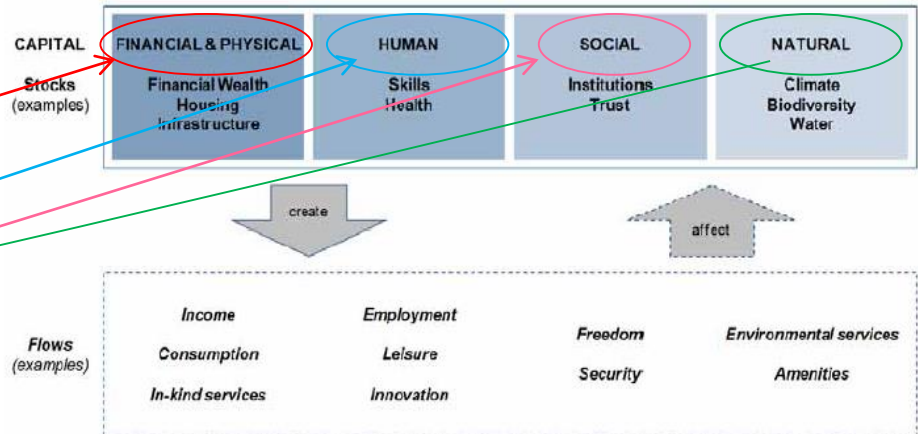 CAPITAL
FINANCIAL & PHYSICAL
HUMAN
SOCIAL
NATURAL
Stocks
(examples)
Financial Wealth
Housing
Infrastructure
Skills
Health
Institutions
Trust
Climate
Biodiversity
Water
create
affect
Flows
(examples)
Income
Consumption
In-kind services
Employment
Leisure
Innovation
Freedom
Security
Environmental services
Amenities